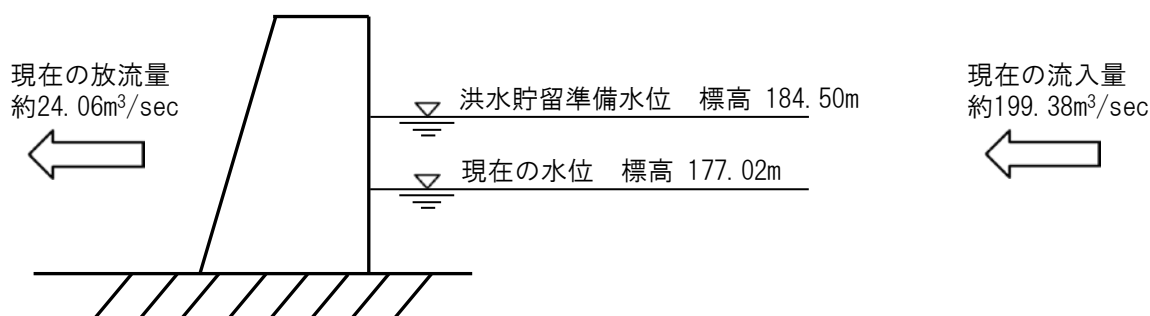 現在の放流量
約24.06m³/sec
洪水貯留準備水位　標高 184.50m
現在の水位　標高 177.02m
現在の流入量
約199.38m³/sec